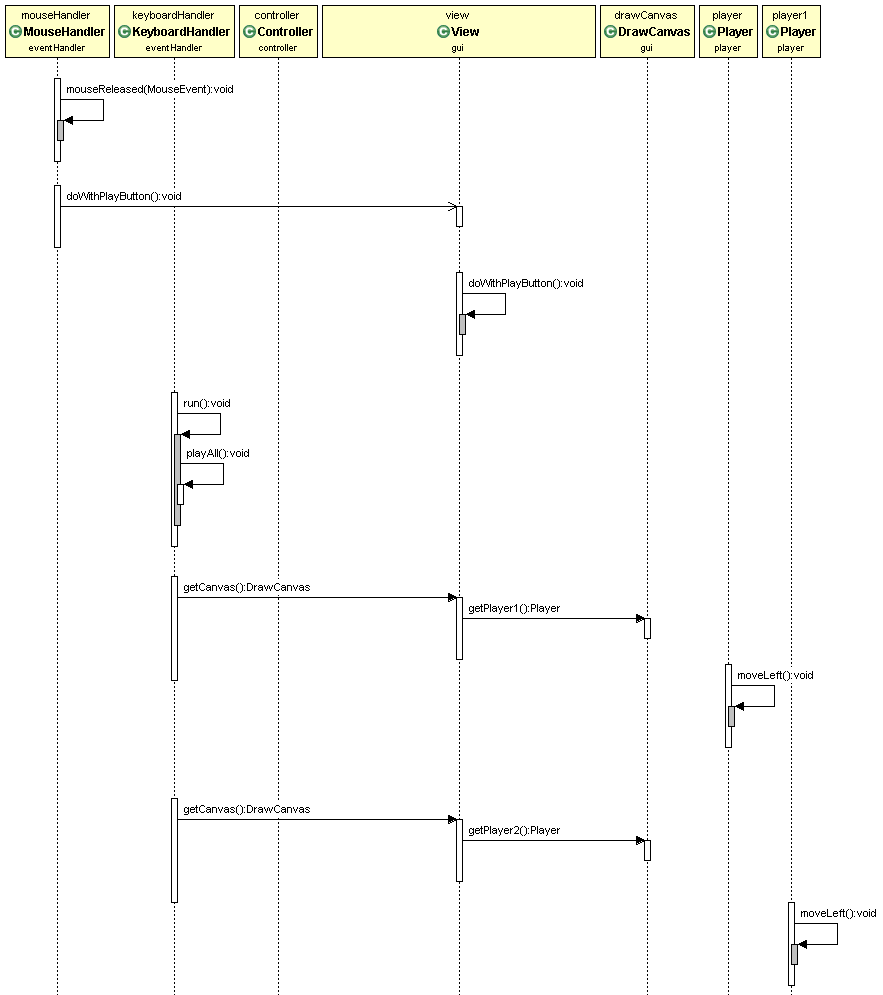 mouseHandler
C MouseHandler
eventHandler
keyboardHandler
C KeyboardHandler
eventHandler
controller
C Controller
controller
view
C View
gui
drawCanvas
C DrawCanvas
gui
player
C Player
player
player1
C Player
player
mouseReleased(MouseEvent):void
doWithPlayButton():void
doWithPlayButton():void
run():void
playAll():void
getCanvas():DrawCanvas
getPlayer1():Player
moveLeft():void
getCanvas():DrawCanvas
getPlayer2():Player
moveLeft():void